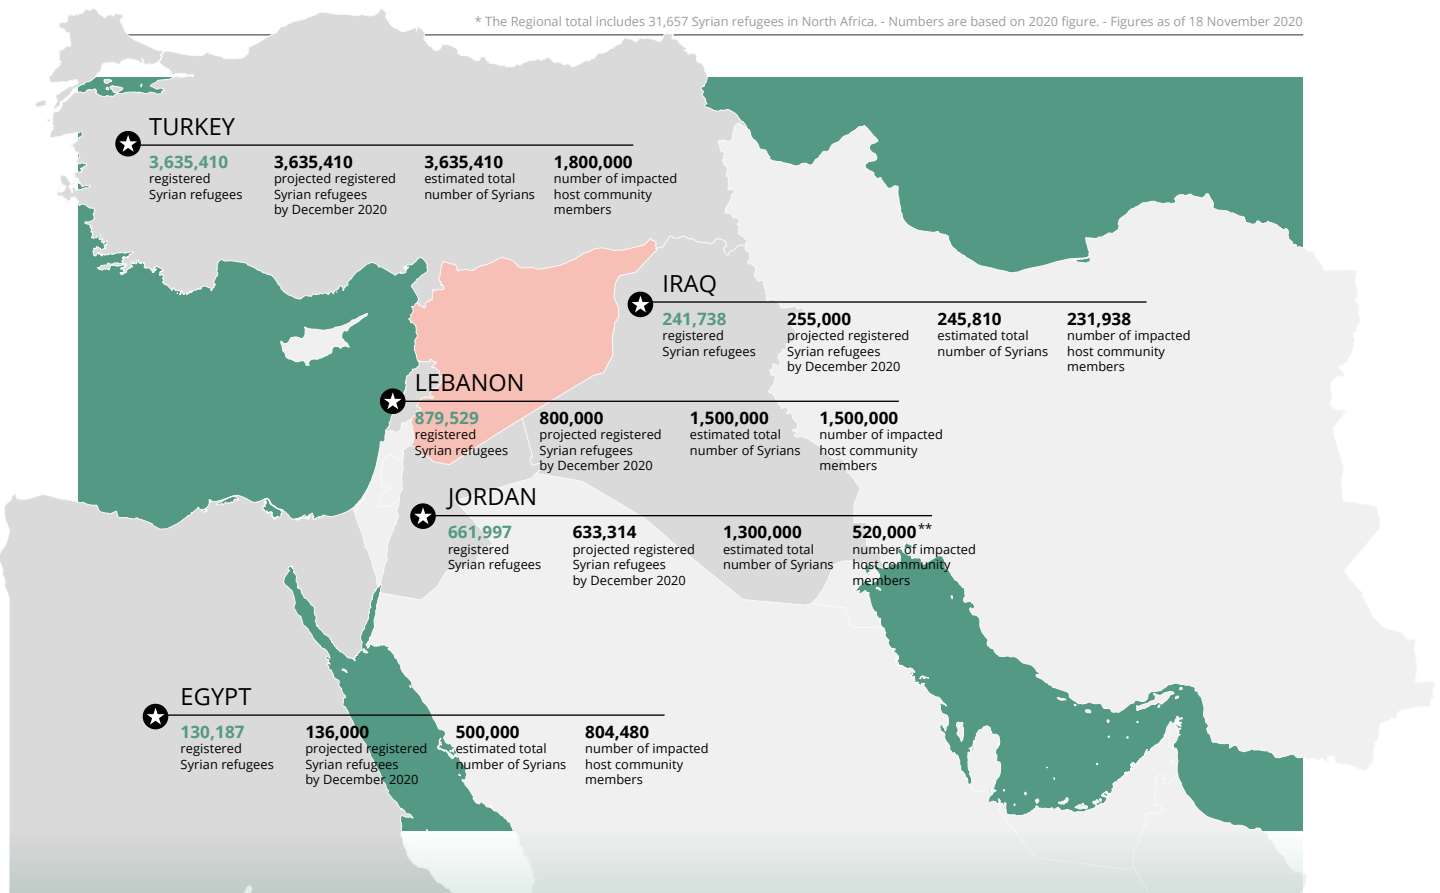 * The Regional total includes 31,657 Syrian refugees in North Africa. - Numbers are based on 2020 figure. - Figures as of 18 November 2020
TURKEY
3,635,410
registered
Syrian refugees
3,635,410
projected registered
Syrian refugees
by December 2020
3,635,410
estimated total
number of Syrians
1,800,000
number of impacted
host community
members
IRAQ
241,738
registered
Syrian refugees
255,000
projected registered
Syrian refugees
by December 2020
245,810
estimated total
number of Syrians
231,938
number of impacted
host community
members
LEBANON
879,529
registered
Syrian refugees
800,000
projected registered
Syrian refugees
by December 2020
1,500,000
estimated total
number of Syrians
1,500,000
number of impacted
host community
members
JORDAN
661,997
registered
Syrian refugees
633,314
projected registered
Syrian refugees
by December 2020
1,300,000
estimated total
number of Syrians
520,000**
number of impacted
host community
members
EGYPT
130,187
registered
Syrian refugees
136,000
projected registered
Syrian refugees
by December 2020
500,000
estimated total
number of Syrians
804,480
number of impacted
host community
members